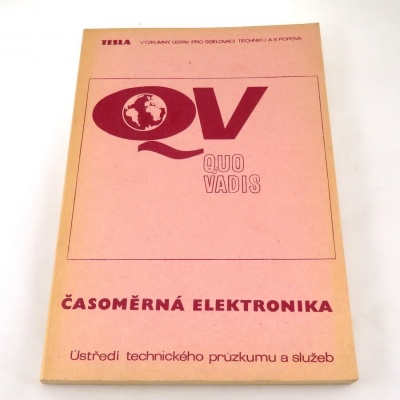 TESLA VÝZKUMNÝ ÚSTAV PRO SDĚLOVACÍ TECHNIKU A.S. POPOVA
QV
QUO
VADIS
ČASOMĚRNÁ ELEKTRONIKA
Ústředí technického průzkumu a služeb